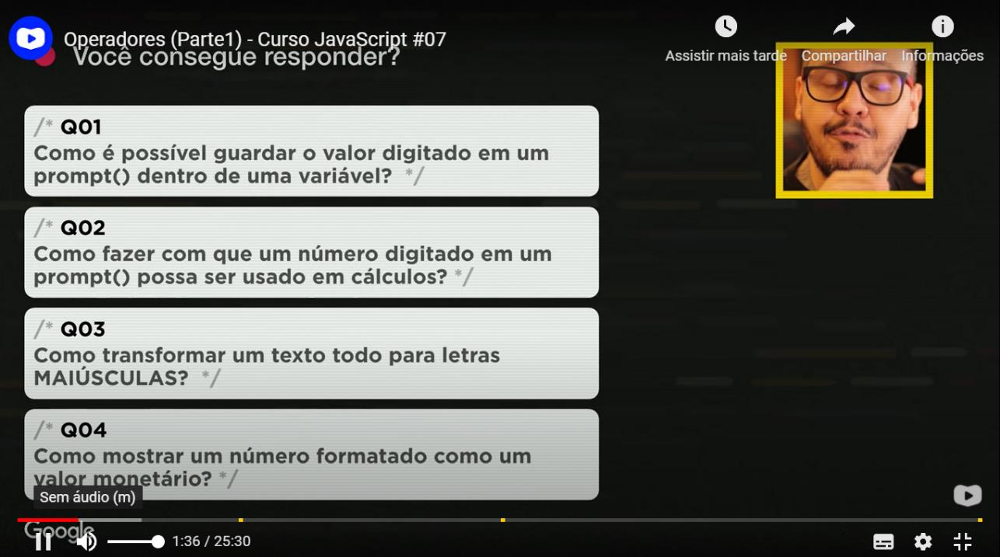 Operadores (Parte1) - Curso JavaScript #07
Você consegue responder?
Assistir mais tarde
Compartilhar
Informações
/* Q01
Como é possível guardar o valor digitado em um
prompt() dentro de uma variável? */
/* Q02
Como fazer com que um número digitado em um
prompt() possa ser usado em cálculos? */
/* Q03
Como transformar um texto todo para letras
MAIÚSCULAS? */
/* Q04
Como mostrar um número formatado como um
valor monetário? */
Sem áudio (m)
Google
1:36 / 25:30